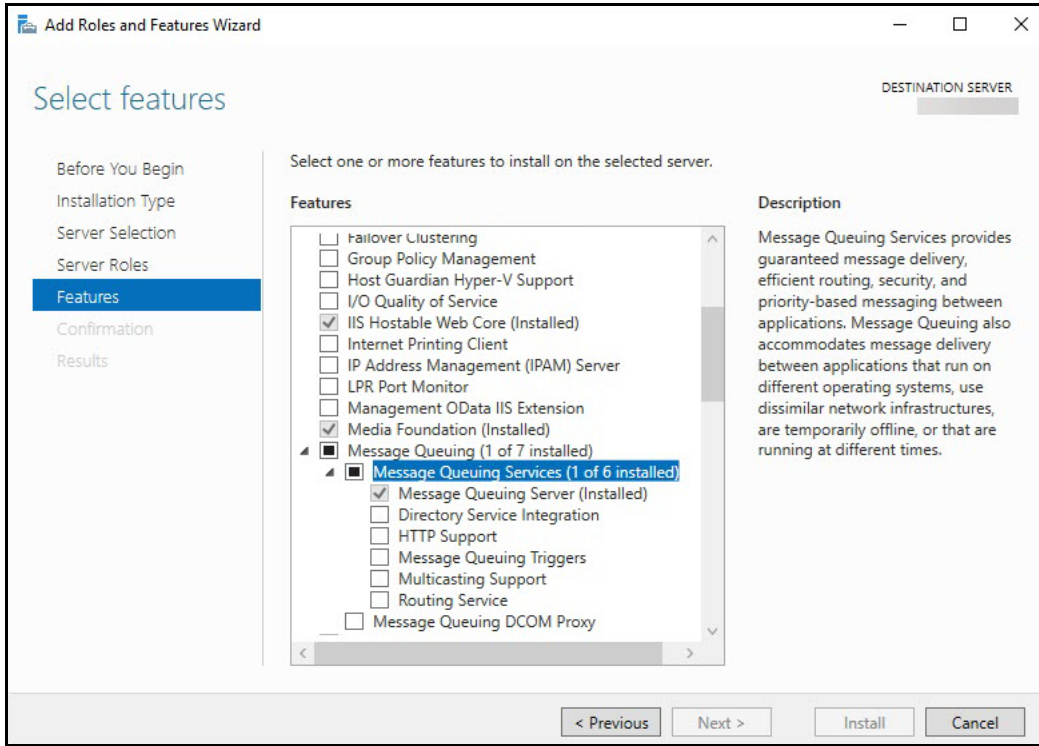 Add Roles and Features Wizard
Select features
DESTINATION SERVER
Before You Begin
Installation Type
Server Selection
Server Roles
Features
Confirmation
Results
Select one or more features to install on the selected server.
Features
Failover Clustering
Group Policy Management
Host Guardian Hyper-V Support
I/O Quality of Service
IIS Hostable Web Core (Installed)
Internet Printing Client
IP Address Management (IPAM) Server
LPR Port Monitor
Management OData IIS Extension
Media Foundation (Installed)
Message Queuing (1 of 7 installed)
Message Queuing Services (1 of 6 installed)
Message Queuing Server (Installed)
Directory Service Integration
HTTP Support
Message Queuing Triggers
Multicasting Support
Routing Service
Message Queuing DCOM Proxy
Description
Message Queuing Services provides
guaranteed message delivery,
efficient routing, security, and
priority-based messaging between
applications. Message Queuing also
accommodates message delivery
between applications that run on
different operating systems, use
dissimilar network infrastructures,
are temporarily offline, or that are
running at different times.
< Previous
Next >
Install
Cancel